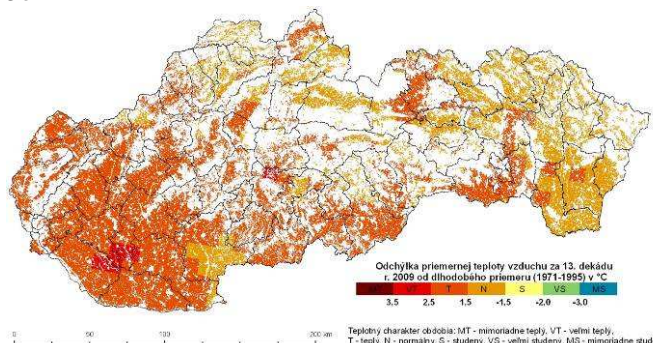 Odchýlka priemernej teploty vzduchu za 13. dekádu
r. 2009 od dlhodobého priemeru (1971-1995) v °C
MT VT T N S VS MS
3.5 2.5 1.5 -1.5 -2.0 -3.0
0 50 100 200 km
Teplotný charakter obdobia: MT - mimoriadne teplý, VT - veľmi teplý,
T - teplý, N - normálny, S - studený, VS - veľmi studený, MS - mimoriadne stud